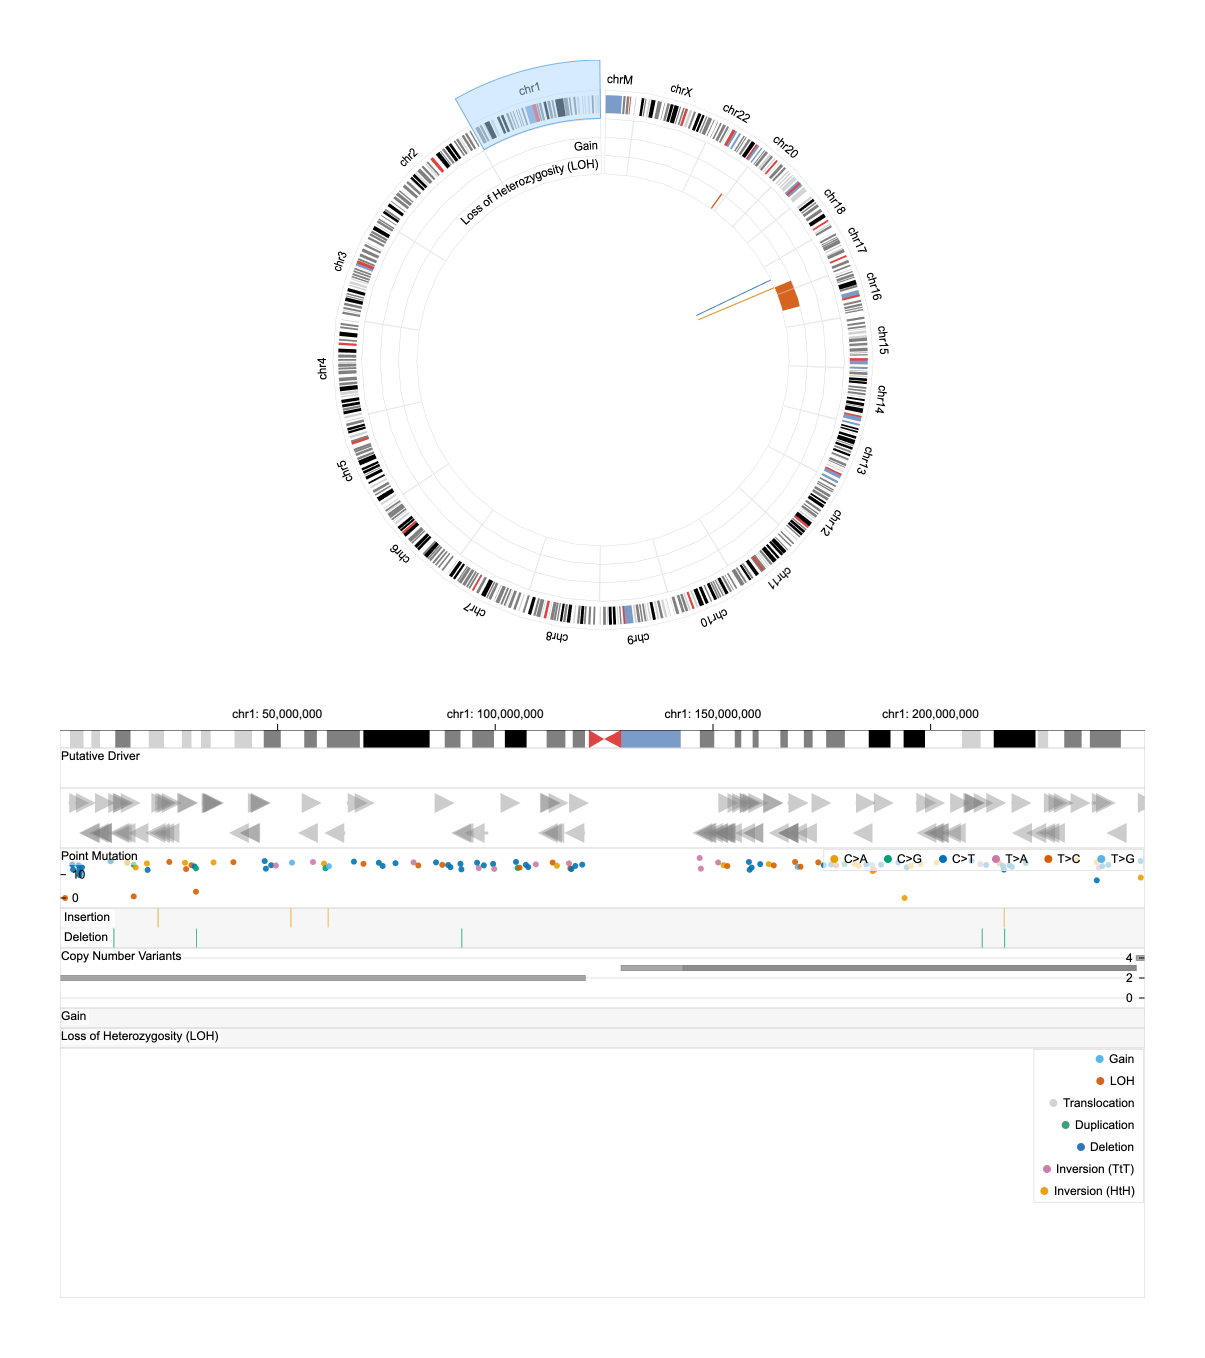 chr1
chrM
chrX
chr22
chr20
chr18
chr17
chr16
chr15
chr14
chr13
chr12
chr11
chr10
chr9
chr8
chr7
chr6
chr5
chr4
chr3
chr2
Gain
Loss of Heterozygosity (LOH)
chr1: 50,000,000 chr1: 100,000,000 chr1: 150,000,000 chr1: 200,000,000
Putative Driver
Point Mutation
C>A C>G C>T T>A T>C T>G
10
0
Insertion
Deletion
Copy Number Variants
4
2
0
Gain
Loss of Heterozygosity (LOH)
Gain
LOH
Translocation
Duplication
Deletion
Inversion (TtT)
Inversion (HtH)